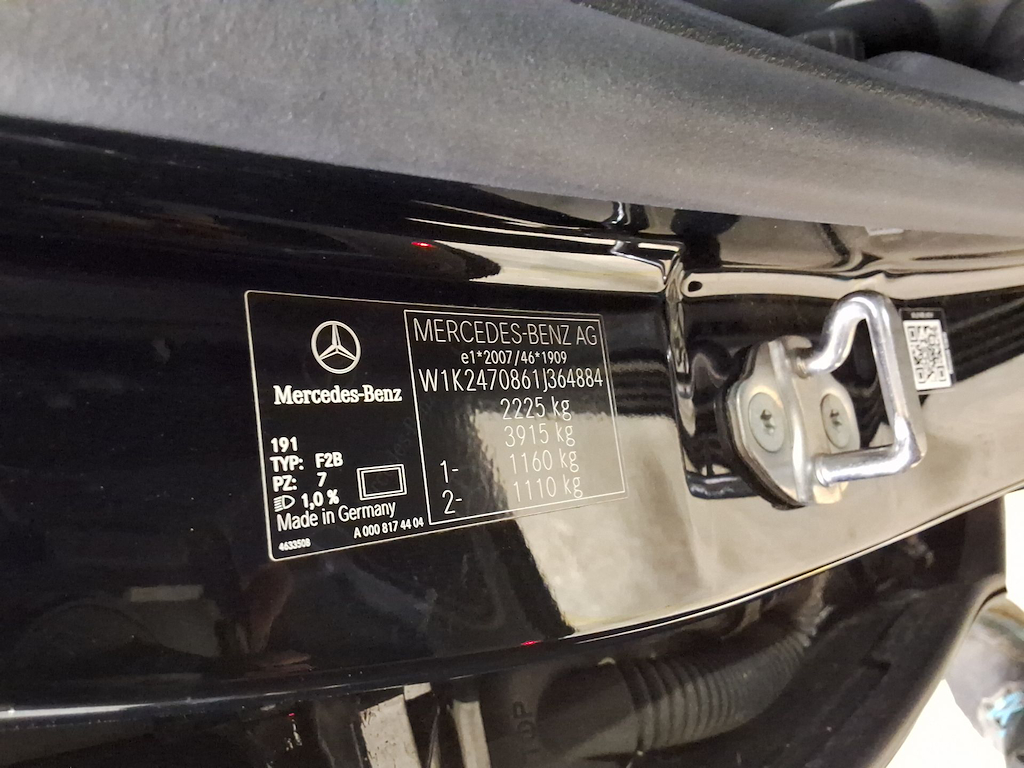 Mercedes-Benz
191
TYP: F2B
PZ: 7
1,0 %
Made in Germany
4633508
A 000 817 44 04
MERCEDES-BENZ AG
e1*2007/46*1909
W1K2470861J364884
2225 kg
3915 kg
1- 1160 kg
2- 1110 kg